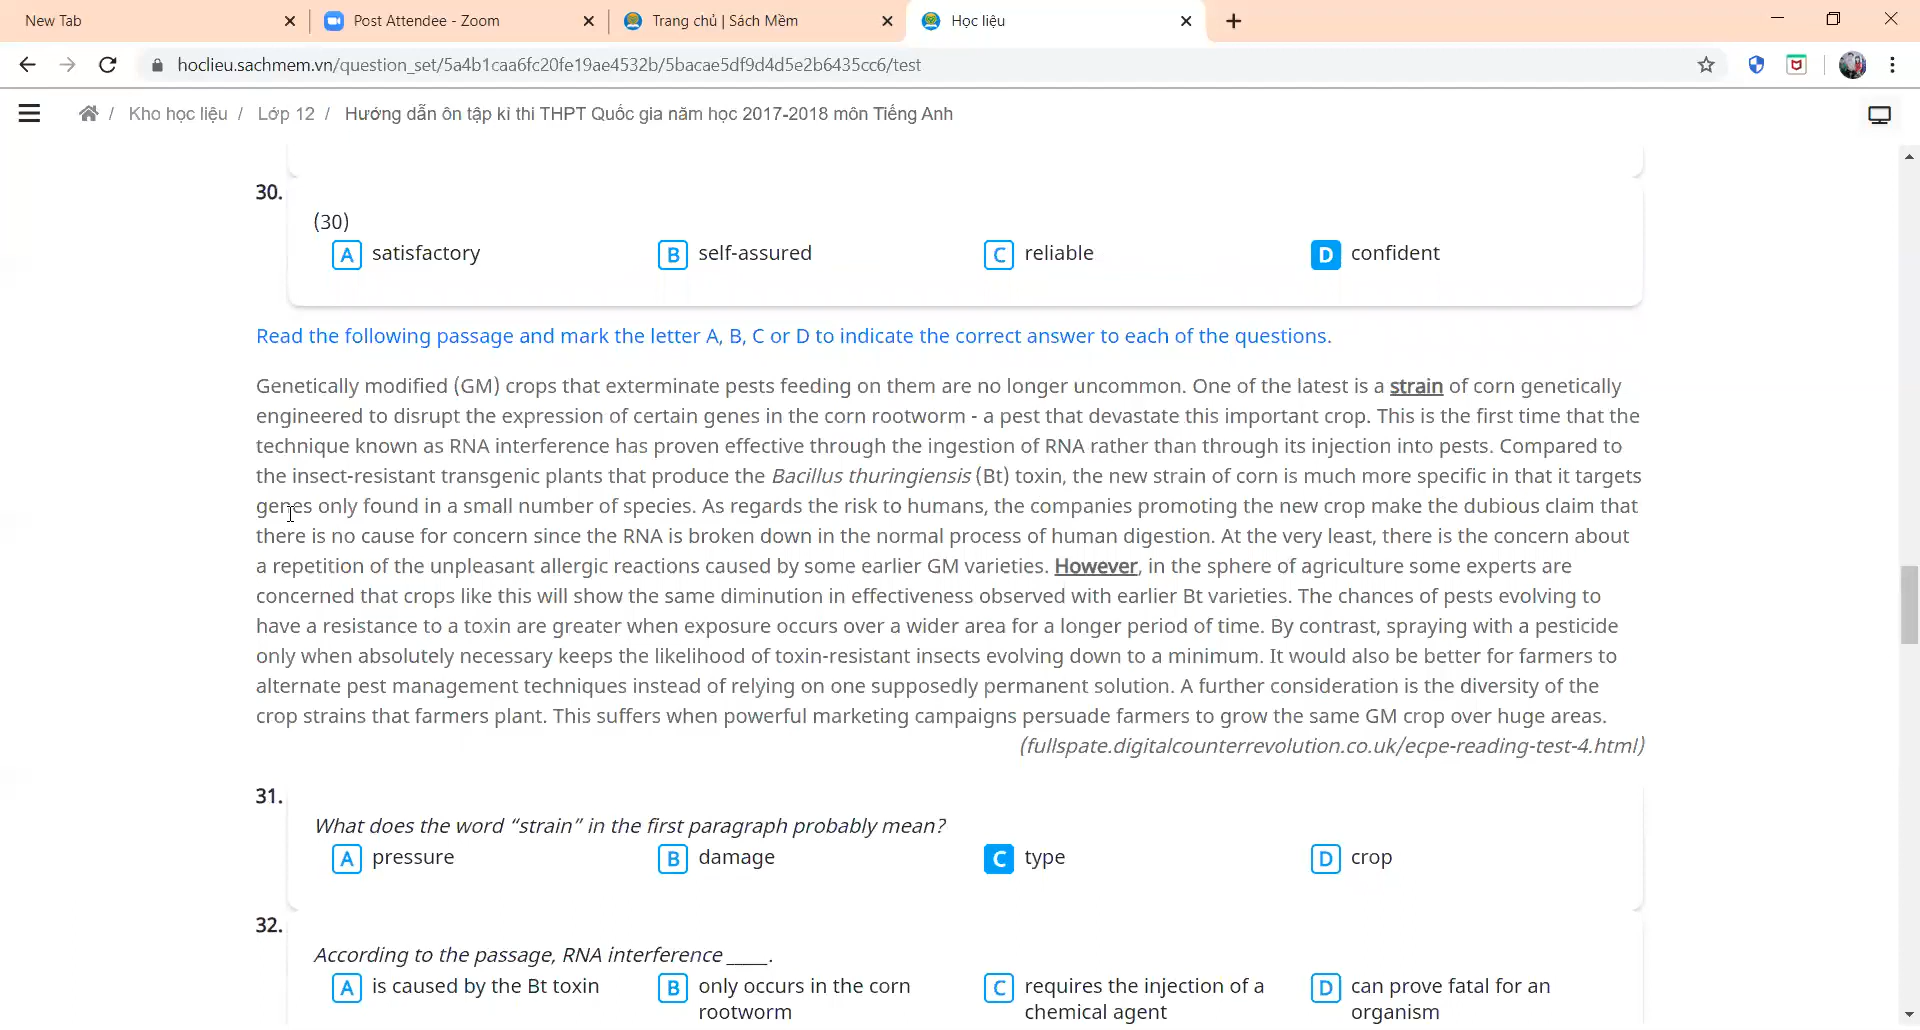 New Tab
Post Attendee - Zoom
Trang chủ | Sách Mềm
Học liệu
hoclieu.sachmem.vn/question_set/5a4b1caa6fc20fe19ae4532b/5bacae5df9d4d5e2b6435cc6/test
/ Kho học liệu / Lớp 12 / Hướng dẫn ôn tập kì thi THPT Quốc gia năm học 2017-2018 môn Tiếng Anh
30.
(30)
A satisfactory B self-assured C reliable D confident
Read the following passage and mark the letter A, B, C or D to indicate the correct answer to each of the questions.
Genetically modified (GM) crops that exterminate pests feeding on them are no longer uncommon. One of the latest is a strain of corn genetically
engineered to disrupt the expression of certain genes in the corn rootworm - a pest that devastate this important crop. This is the first time that the
technique known as RNA interference has proven effective through the ingestion of RNA rather than through its injection into pests. Compared to
the insect-resistant transgenic plants that produce the Bacillus thuringiensis (Bt) toxin, the new strain of corn is much more specific in that it targets
genes only found in a small number of species. As regards the risk to humans, the companies promoting the new crop make the dubious claim that
there is no cause for concern since the RNA is broken down in the normal process of human digestion. At the very least, there is the concern about
a repetition of the unpleasant allergic reactions caused by some earlier GM varieties. However, in the sphere of agriculture some experts are
concerned that crops like this will show the same diminution in effectiveness observed with earlier Bt varieties. The chances of pests evolving to
have a resistance to a toxin are greater when exposure occurs over a wider area for a longer period of time. By contrast, spraying with a pesticide
only when absolutely necessary keeps the likelihood of toxin-resistant insects evolving down to a minimum. It would also be better for farmers to
alternate pest management techniques instead of relying on one supposedly permanent solution. A further consideration is the diversity of the
crop strains that farmers plant. This suffers when powerful marketing campaigns persuade farmers to grow the same GM crop over huge areas.
(fullspate.digitalcounterrevolution.co.uk/ecpe-reading-test-4.html)
31.
What does the word “strain” in the first paragraph probably mean?
A pressure B damage C type D crop
32.
According to the passage, RNA interference _____.
A is caused by the Bt toxin B only occurs in the corn C requires the injection of a D can prove fatal for an
rootworm chemical agent organism